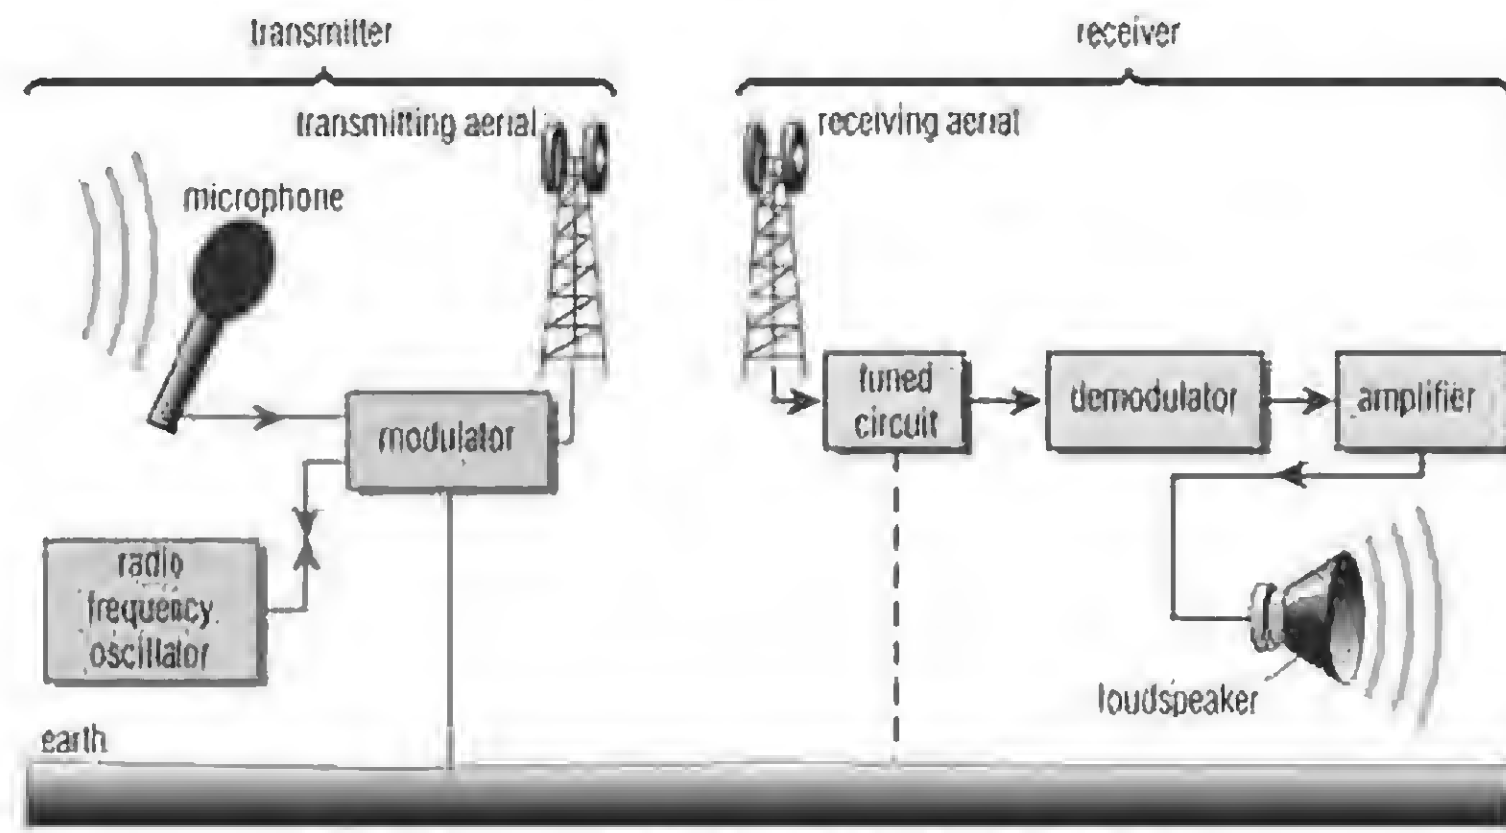 transmitter
receiver
transmitting aerial
receiving aerial
microphone
modulator
tuned
circuit
demodulator
amplifier
radio
frequency
oscillator
loudspeaker
earth